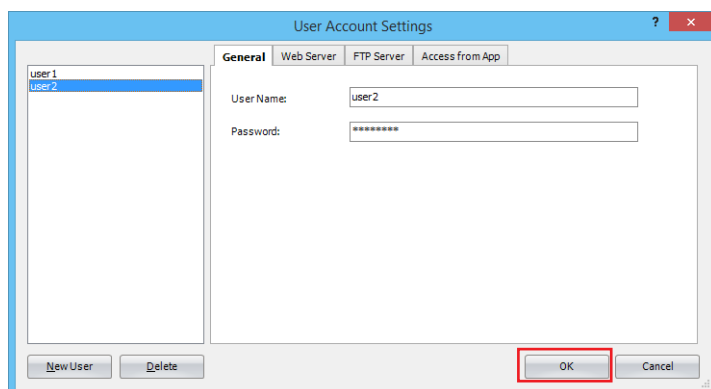 User Account Settings
?
×
General Web Server FTP Server Access from App
user1
user2
User Name: user2
Password: ********
New User Delete OK Cancel